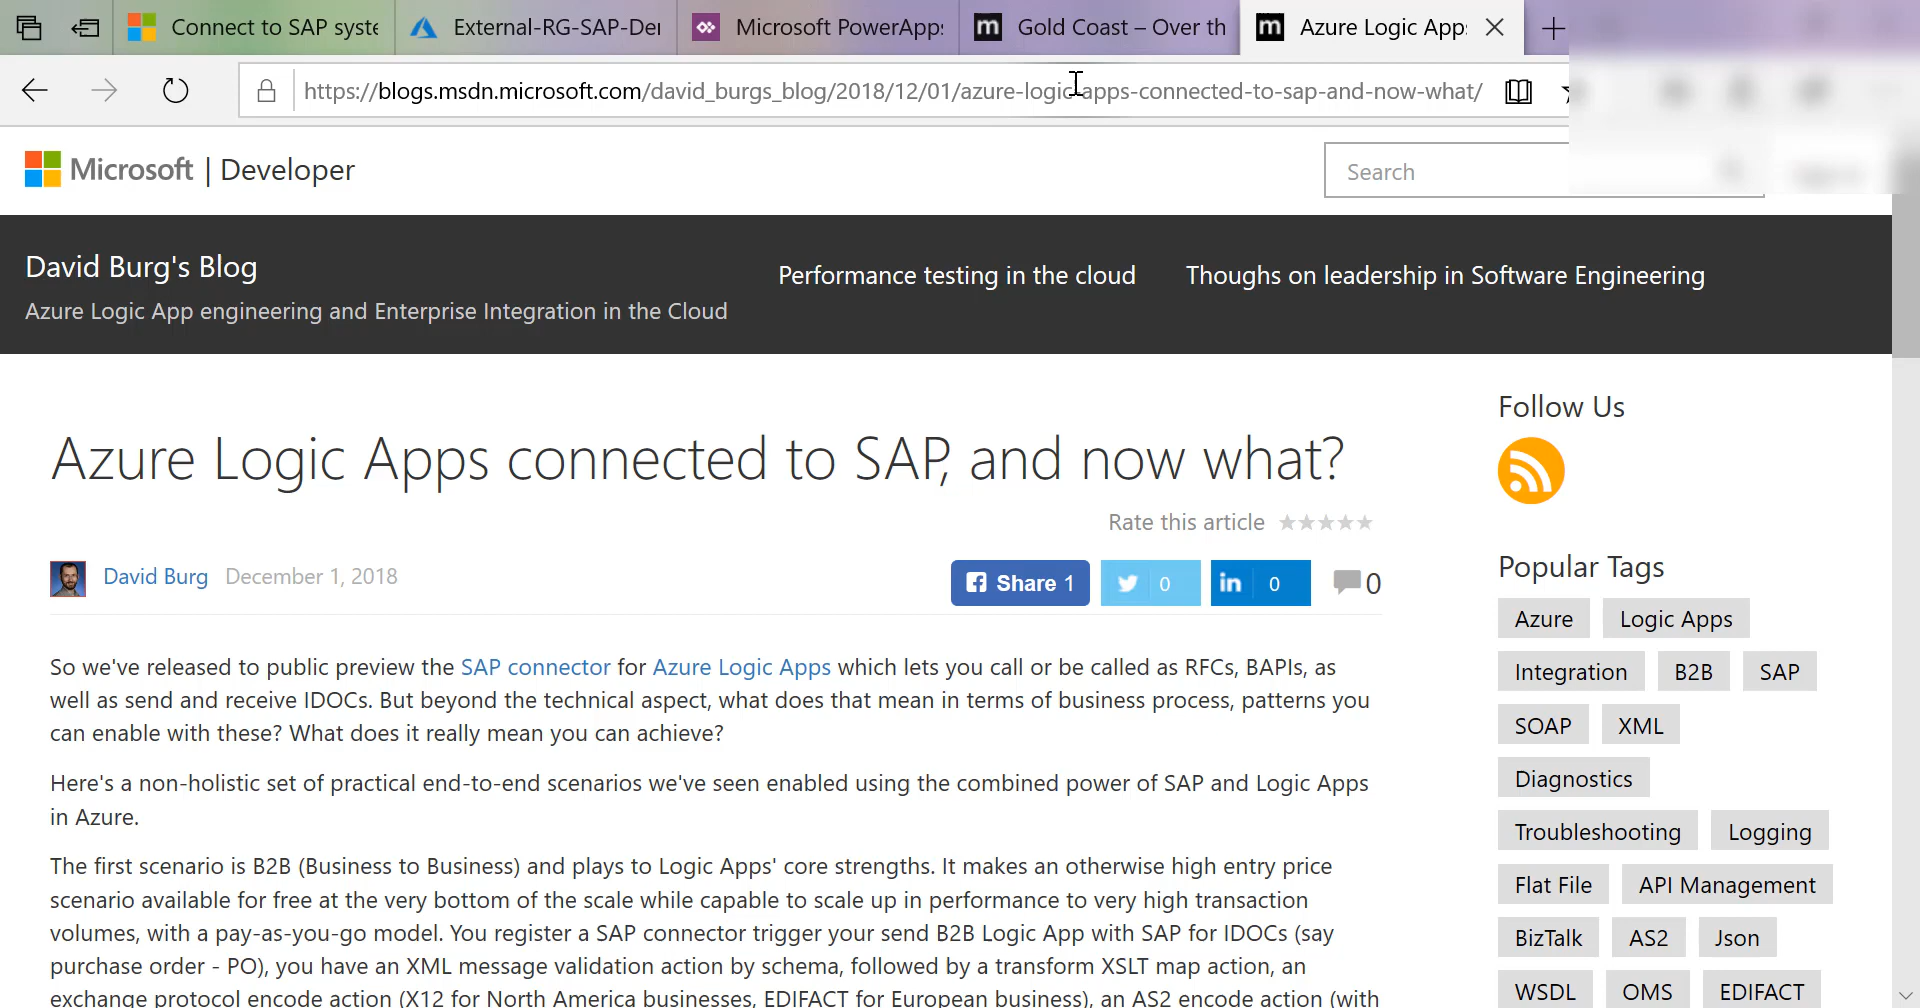 Connect to SAP syste
External-RG-SAP-De
Microsoft PowerApps
Gold Coast – Over th
Azure Logic Apps
https://blogs.msdn.microsoft.com/david_burgs_blog/2018/12/01/azure-logic-apps-connected-to-sap-and-now-what/
Microsoft | Developer
Search
David Burg's Blog
Azure Logic App engineering and Enterprise Integration in the Cloud
Performance testing in the cloud
Thoughs on leadership in Software Engineering
Azure Logic Apps connected to SAP, and now what?
Rate this article
David Burg December 1, 2018
Share 1
0
in 0
0
So we've released to public preview the SAP connector for Azure Logic Apps which lets you call or be called as RFCs, BAPIs, as
well as send and receive IDOCs. But beyond the technical aspect, what does that mean in terms of business process, patterns you
can enable with these? What does it really mean you can achieve?
Here's a non-holistic set of practical end-to-end scenarios we've seen enabled using the combined power of SAP and Logic Apps
in Azure.
The first scenario is B2B (Business to Business) and plays to Logic Apps' core strengths. It makes an otherwise high entry price
scenario available for free at the very bottom of the scale while capable to scale up in performance to very high transaction
volumes, with a pay-as-you-go model. You register a SAP connector trigger your send B2B Logic App with SAP for IDOCs (say
purchase order - PO), you have an XML message validation action by schema, followed by a transform XSLT map action, an
exchange protocol encode action (X12 for North America businesses, EDIFACT for European business), an AS2 encode action (with
Follow Us
Popular Tags
Azure
Logic Apps
Integration
B2B
SAP
SOAP
XML
Diagnostics
Troubleshooting
Logging
Flat File
API Management
BizTalk
AS2
Json
WSDL
OMS
EDIFACT